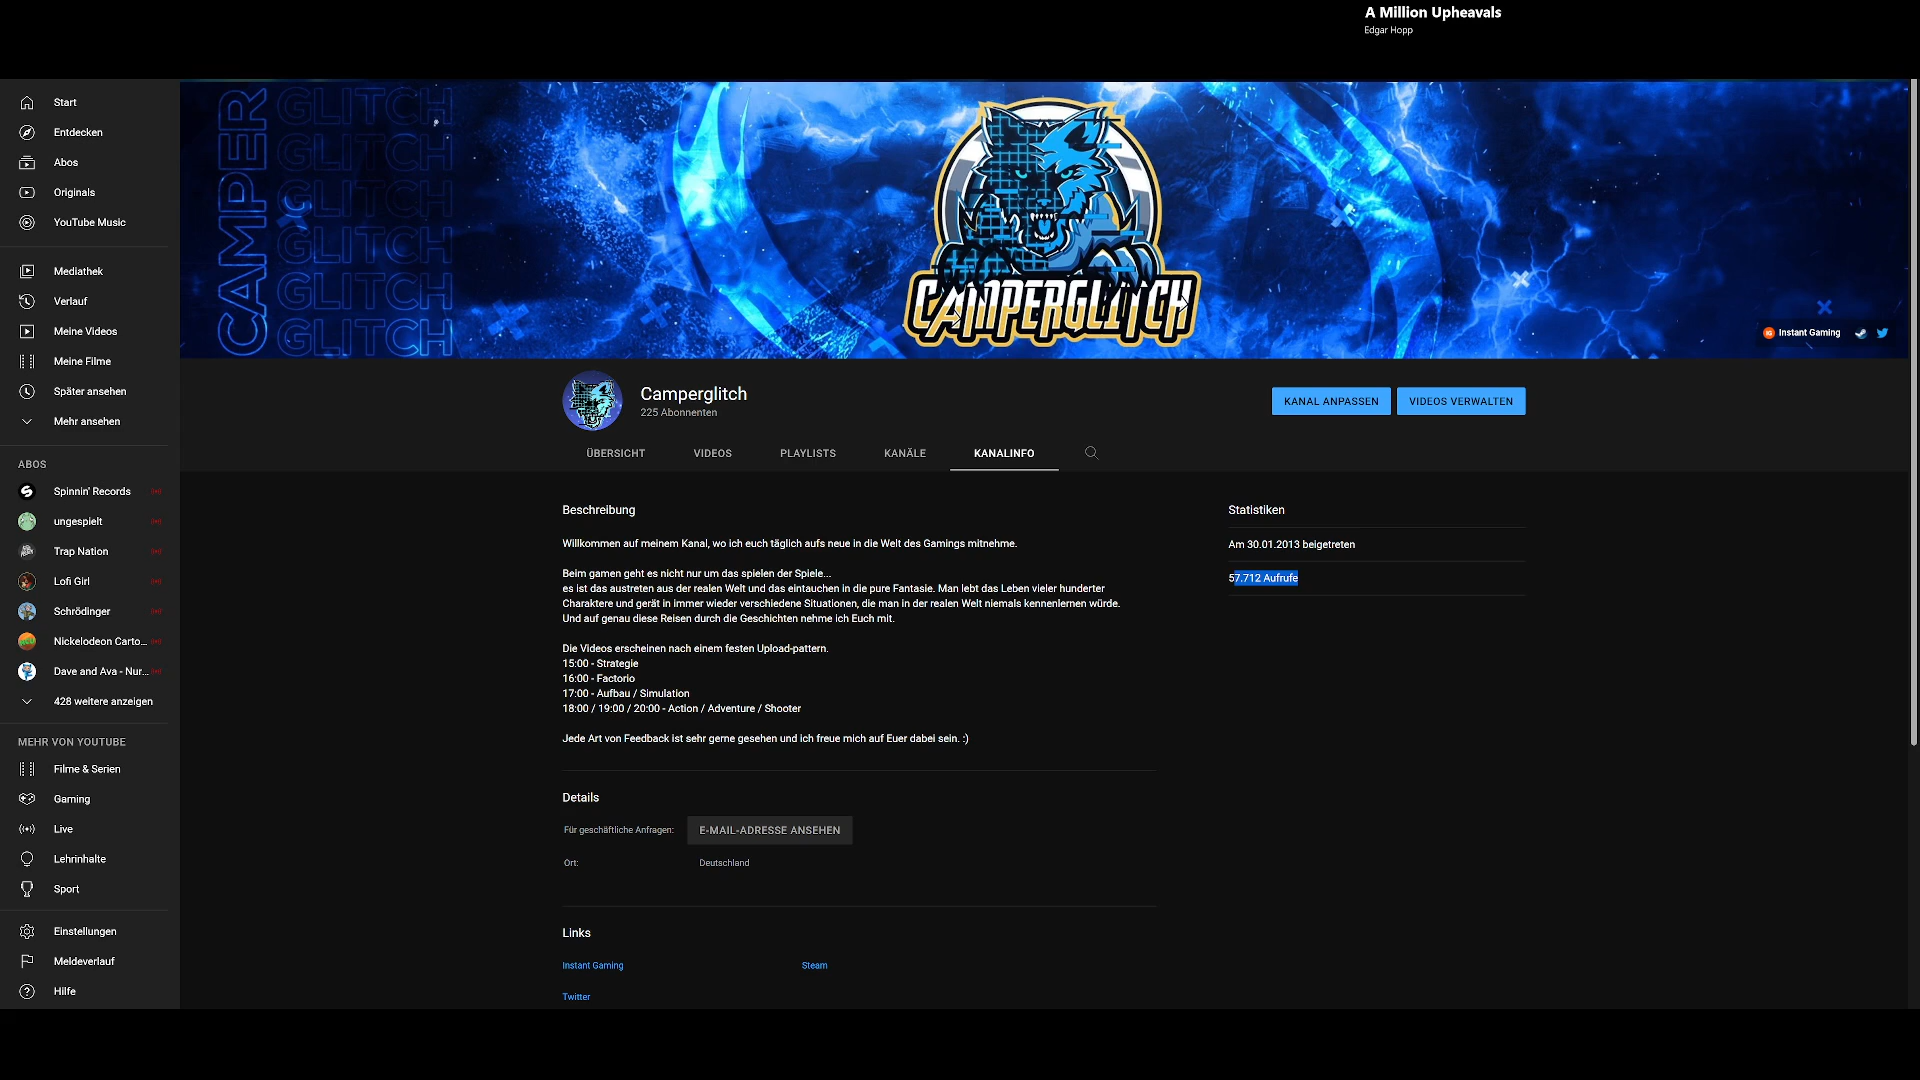 A Million Upheavals
Edgar Hopp
Start
Entdecken
Abos
Originals
YouTube Music
Mediathek
Verlauf
Meine Videos
Meine Filme
Später ansehen
Mehr ansehen
ABOS
Spinnin' Records
ungespielt
Trap Nation
Lofi Girl
Schrödinger
Nickelodeon Carto...
Dave and Ava - Nur...
428 weitere anzeigen
MEHR VON YOUTUBE
Filme & Serien
Gaming
Live
Lehrinhalte
Sport
Einstellungen
Meldeverlauf
Hilfe
CAMPER
GLITCH
GLITCH
GLITCH
GLITCH
GLITCH
GLITCH
CAMPERGLITCH
Instant Gaming
Camperglitch
225 Abonnenten
KANAL ANPASSEN
VIDEOS VERWALTEN
ÜBERSICHT
VIDEOS
PLAYLISTS
KANÄLE
KANALINFO
Beschreibung
Willkommen auf meinem Kanal, wo ich euch täglich aufs neue in die Welt des Gamings mitnehme.
Beim gamen geht es nicht nur um das spielen der Spiele...
es ist das austreten aus der realen Welt und das eintauchen in die pure Fantasie. Man lebt das Leben vieler hunderter
Charaktere und gerät in immer wieder verschiedene Situationen, die man in der realen Welt niemals kennenlernen würde.
Und auf genau diese Reisen durch die Geschichten nehme ich Euch mit.
Die Videos erscheinen nach einem festen Upload-pattern.
15:00 - Strategie
16:00 - Factorio
17:00 - Aufbau / Simulation
18:00 / 19:00 / 20:00 - Action / Adventure / Shooter
Jede Art von Feedback ist sehr gerne gesehen und ich freue mich auf Euer dabei sein. :)
Details
Für geschäftliche Anfragen:
E-MAIL-ADRESSE ANSEHEN
Ort:
Deutschland
Links
Instant Gaming
Steam
Twitter
Statistiken
Am 30.01.2013 beigetreten
57.712 Aufrufe